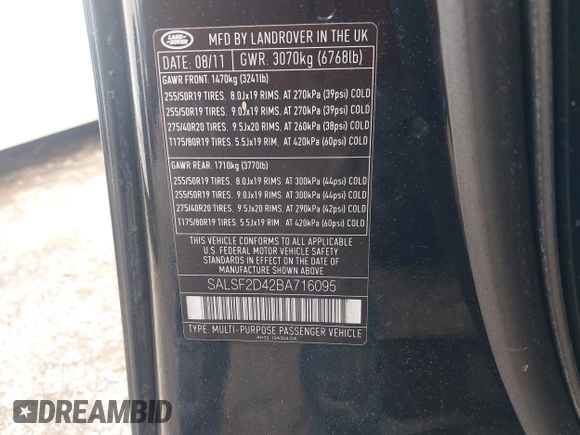 LAND ROVER
MFD BY LANDROVER IN THE UK
DATE: 08/11 GWR: 3070kg (6768lb)
GAWR FRONT: 1470kg (3241lb)
255/50R19 TIRES. 8.0Jx19 RIMS. AT 270kPa (39psi) COLD
255/50R19 TIRES. 9.0Jx19 RIMS. AT 270kPa (39psi) COLD
275/40R20 TIRES. 9.5Jx20 RIMS. AT 260kPa (38psi) COLD
T175/80R19 TIRES. 5.5Jx19 RIM. AT 420kPa (60psi) COLD
GAWR REAR: 1710kg (3770lb)
255/50R19 TIRES. 8.0Jx19 RIMS. AT 300kPa (44psi) COLD
255/50R19 TIRES. 9.0Jx19 RIMS. AT 300kPa (44psi) COLD
275/40R20 TIRES. 9.5Jx20 RIMS. AT 290kPa (42psi) COLD
T175/80R19 TIRES. 5.5Jx19 RIM. AT 420kPa (60psi) COLD
THIS VEHICLE CONFORMS TO ALL APPLICABLE
U.S. FEDERAL MOTOR VEHICLE SAFETY
STANDARDS IN EFFECT ON THE DATE OF
MANUFACTURE SHOWN ABOVE
SALSF2D42BA716095
TYPE: MULTI-PURPOSE PASSENGER VEHICLE
DREAMBID